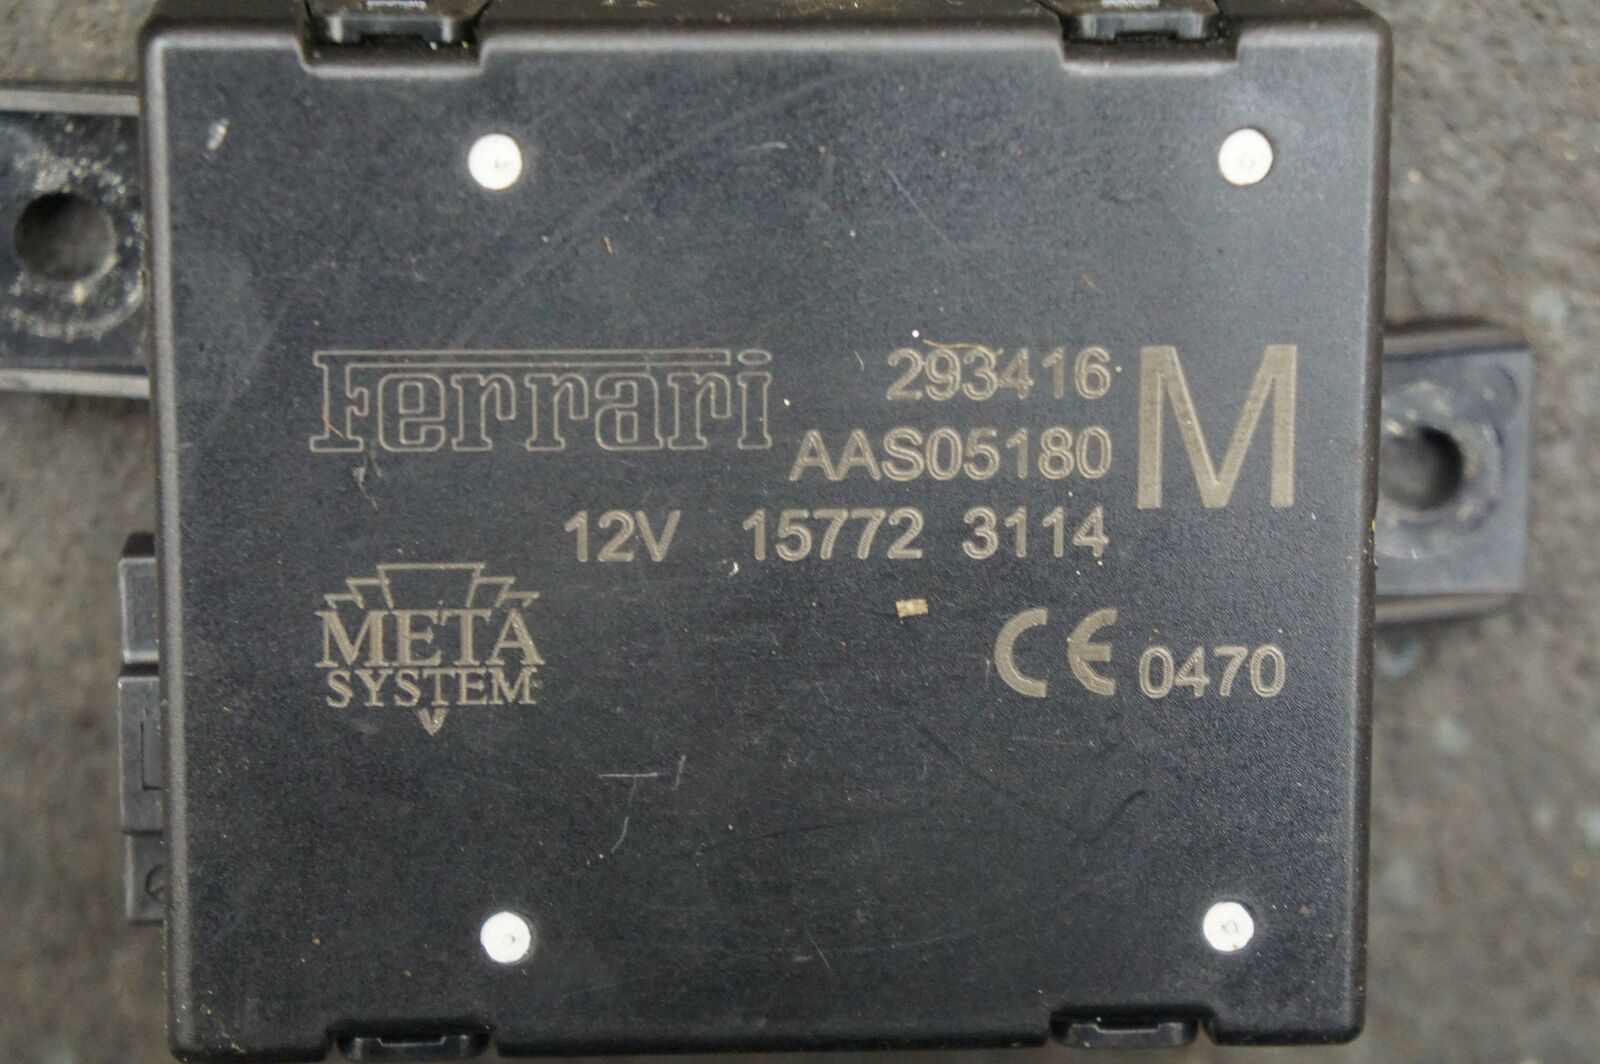 Ferrari 293416 M
AAS05180
12V 15772 3114
META
SYSTEM
CE 0470